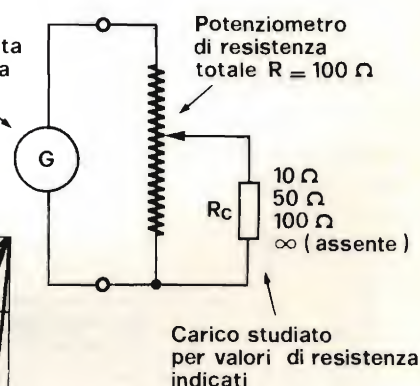 ta
a
Potenziometro
di resistenza
totale R = 100 Ω
G
R_C
10 Ω
50 Ω
100 Ω
∞ ( assente )
Carico studiato
per valori di resistenza
indicati